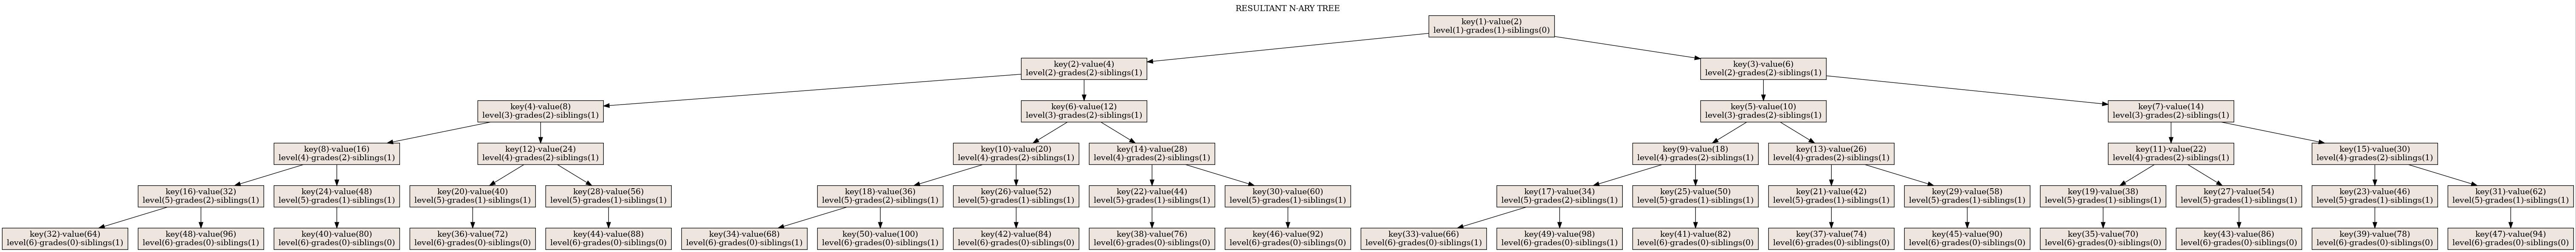 RESULTANT N-ARY TREE
key(1)-value(2)
level(1)-grades(1)-siblings(0)
key(2)-value(4)
level(2)-grades(2)-siblings(1)
key(3)-value(6)
level(2)-grades(2)-siblings(1)
key(4)-value(8)
level(3)-grades(2)-siblings(1)
key(6)-value(12)
level(3)-grades(2)-siblings(1)
key(5)-value(10)
level(3)-grades(2)-siblings(1)
key(7)-value(14)
level(3)-grades(2)-siblings(1)
key(8)-value(16)
level(4)-grades(2)-siblings(1)
key(12)-value(24)
level(4)-grades(2)-siblings(1)
key(10)-value(20)
level(4)-grades(2)-siblings(1)
key(14)-value(28)
level(4)-grades(2)-siblings(1)
key(9)-value(18)
level(4)-grades(2)-siblings(1)
key(13)-value(26)
level(4)-grades(2)-siblings(1)
key(11)-value(22)
level(4)-grades(2)-siblings(1)
key(15)-value(30)
level(4)-grades(2)-siblings(1)
key(16)-value(32)
level(5)-grades(2)-siblings(1)
key(24)-value(48)
level(5)-grades(1)-siblings(1)
key(20)-value(40)
level(5)-grades(1)-siblings(1)
key(28)-value(56)
level(5)-grades(1)-siblings(1)
key(18)-value(36)
level(5)-grades(2)-siblings(1)
key(26)-value(52)
level(5)-grades(1)-siblings(1)
key(22)-value(44)
level(5)-grades(1)-siblings(1)
key(30)-value(60)
level(5)-grades(1)-siblings(1)
key(17)-value(34)
level(5)-grades(2)-siblings(1)
key(25)-value(50)
level(5)-grades(1)-siblings(1)
key(21)-value(42)
level(5)-grades(1)-siblings(1)
key(29)-value(58)
level(5)-grades(1)-siblings(1)
key(19)-value(38)
level(5)-grades(1)-siblings(1)
key(27)-value(54)
level(5)-grades(1)-siblings(1)
key(23)-value(46)
level(5)-grades(1)-siblings(1)
key(31)-value(62)
level(5)-grades(1)-siblings(1)
key(32)-value(64)
level(6)-grades(0)-siblings(1)
key(48)-value(96)
level(6)-grades(0)-siblings(1)
key(40)-value(80)
level(6)-grades(0)-siblings(0)
key(36)-value(72)
level(6)-grades(0)-siblings(0)
key(44)-value(88)
level(6)-grades(0)-siblings(0)
key(34)-value(68)
level(6)-grades(0)-siblings(1)
key(50)-value(100)
level(6)-grades(0)-siblings(1)
key(42)-value(84)
level(6)-grades(0)-siblings(0)
key(38)-value(76)
level(6)-grades(0)-siblings(0)
key(46)-value(92)
level(6)-grades(0)-siblings(0)
key(33)-value(66)
level(6)-grades(0)-siblings(1)
key(49)-value(98)
level(6)-grades(0)-siblings(1)
key(41)-value(82)
level(6)-grades(0)-siblings(0)
key(37)-value(74)
level(6)-grades(0)-siblings(0)
key(45)-value(90)
level(6)-grades(0)-siblings(0)
key(35)-value(70)
level(6)-grades(0)-siblings(0)
key(43)-value(86)
level(6)-grades(0)-siblings(0)
key(39)-value(78)
level(6)-grades(0)-siblings(0)
key(47)-value(94)
level(6)-grades(0)-siblings(0)